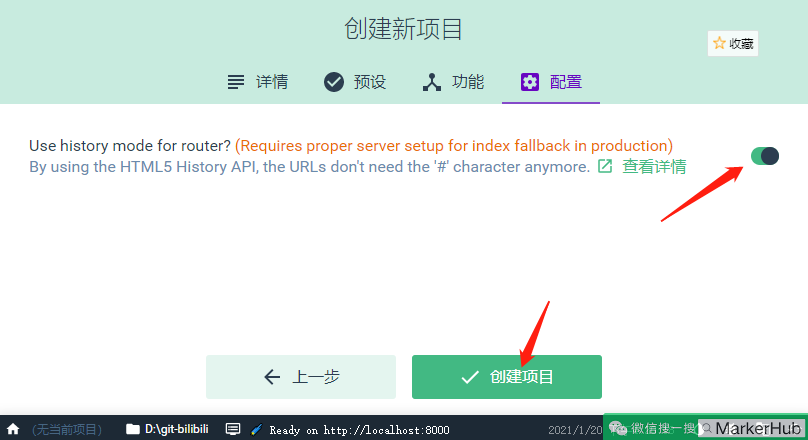 创建新项目
收藏
详情 预设 功能 配置
Use history mode for router? (Requires proper server setup for index fallback in production)
By using the HTML5 History API, the URLs don't need the '#' character anymore. 查看详情
上一步 创建项目
(无当前项目) D:\git-bilibili Ready on http://localhost:8000 2021/1/20 微信搜一搜 MarkerHub